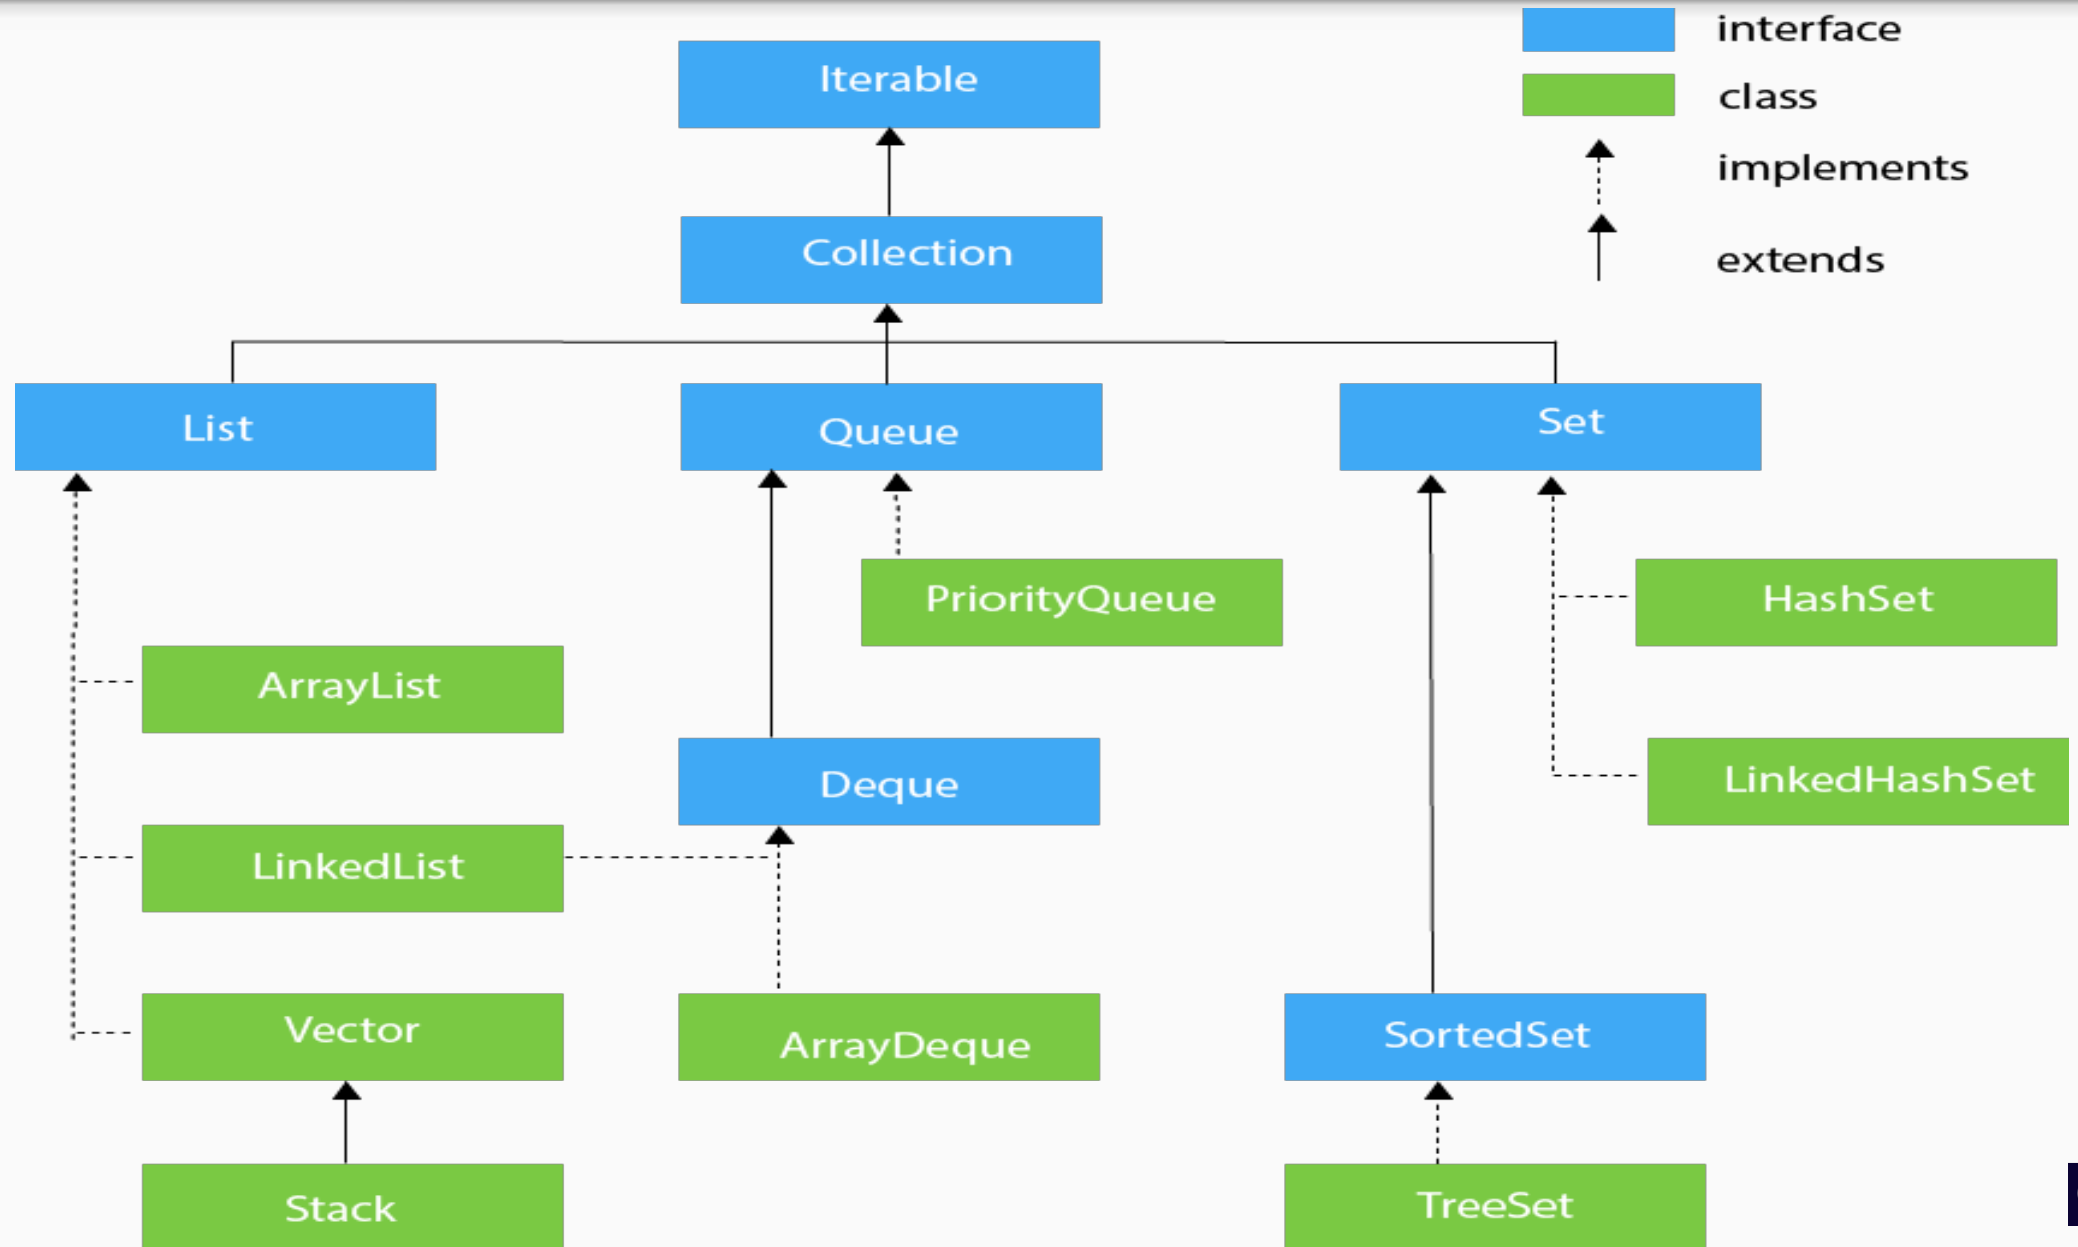 interface
Iterable
class
implements
Collection
extends
List
Queue
Set
PriorityQueue
HashSet
ArrayList
Deque
LinkedHashSet
LinkedList
Vector
ArrayDeque
SortedSet
Stack
TreeSet